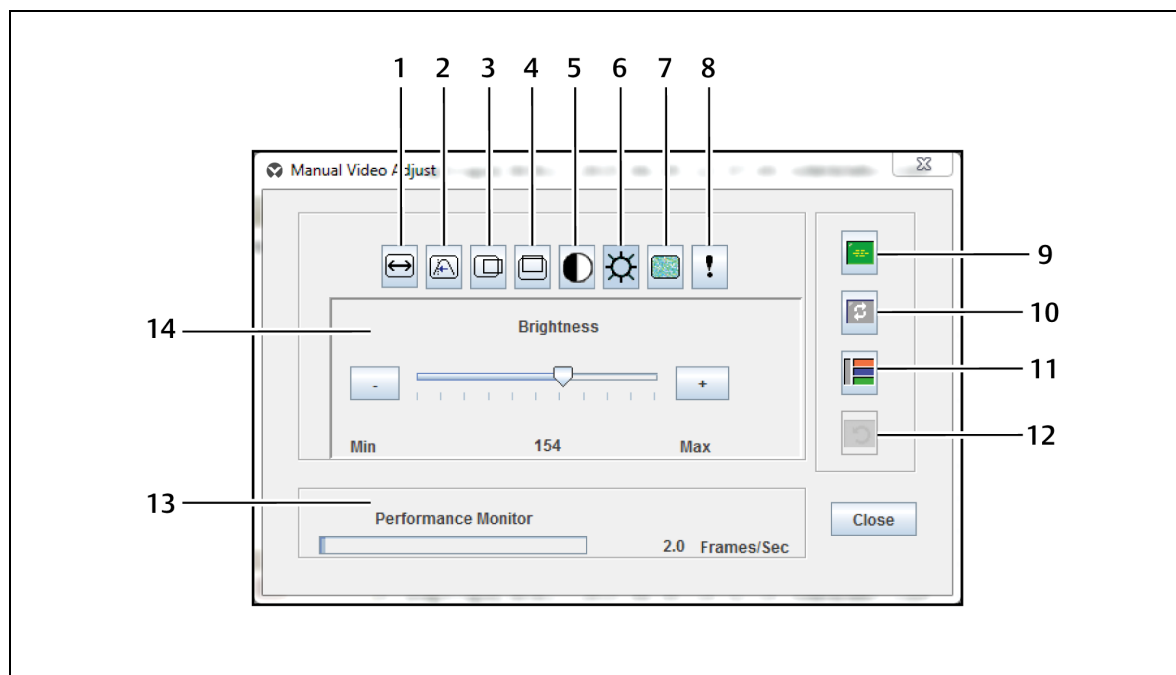 1 2 3 4 5 6 7 8
Manual Video Adjust
9
10
14
Brightness
11
- +
12
Min 154 Max
13
Performance Monitor
Close
2.0 Frames/Sec